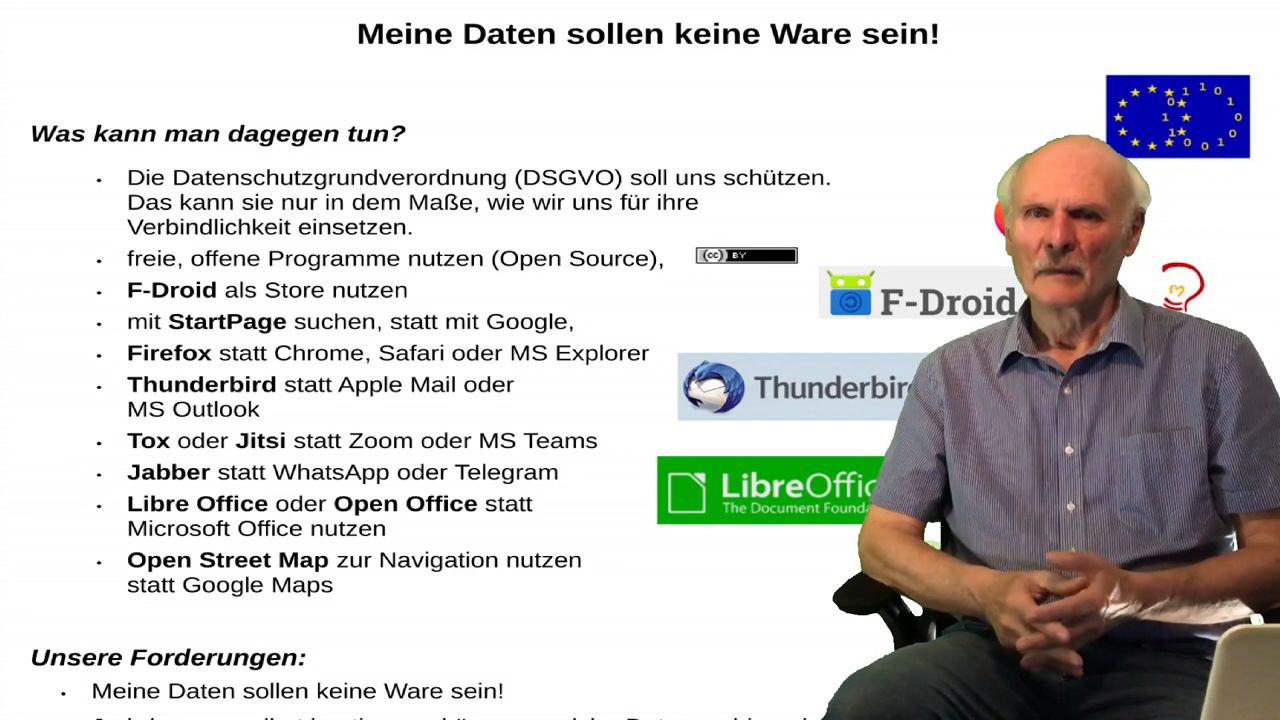 Meine Daten sollen keine Ware sein!
Was kann man dagegen tun?
• Die Datenschutzgrundverordnung (DSGVO) soll uns schützen.
Das kann sie nur in dem Maße, wie wir uns für ihre
Verbindlichkeit einsetzen.
• freie, offene Programme nutzen (Open Source),
(cc) BY
• F-Droid als Store nutzen
F-Droid
• mit StartPage suchen, statt mit Google,
• Firefox statt Chrome, Safari oder MS Explorer
• Thunderbird statt Apple Mail oder
MS Outlook
Thunderbird
• Tox oder Jitsi statt Zoom oder MS Teams
• Jabber statt WhatsApp oder Telegram
• Libre Office oder Open Office statt
Microsoft Office nutzen
LibreOffic
The Document Founda
• Open Street Map zur Navigation nutzen
statt Google Maps
Unsere Forderungen:
• Meine Daten sollen keine Ware sein!